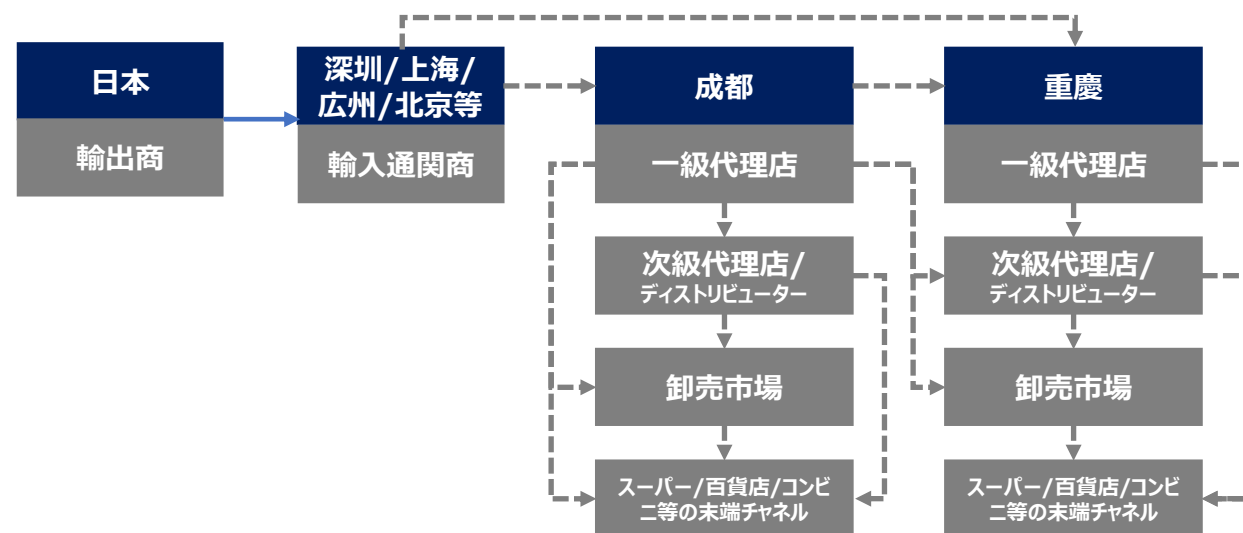 日本
輸出商
深圳/上海/
広州/北京等
輸入通関商
成都
一級代理店
次級代理店/
ディストリビューター
卸売市場
スーパー/百貨店/コンビ
ニ等の末端チャネル
重慶
一級代理店
次級代理店/
ディストリビューター
卸売市場
スーパー/百貨店/コンビ
ニ等の末端チャネル